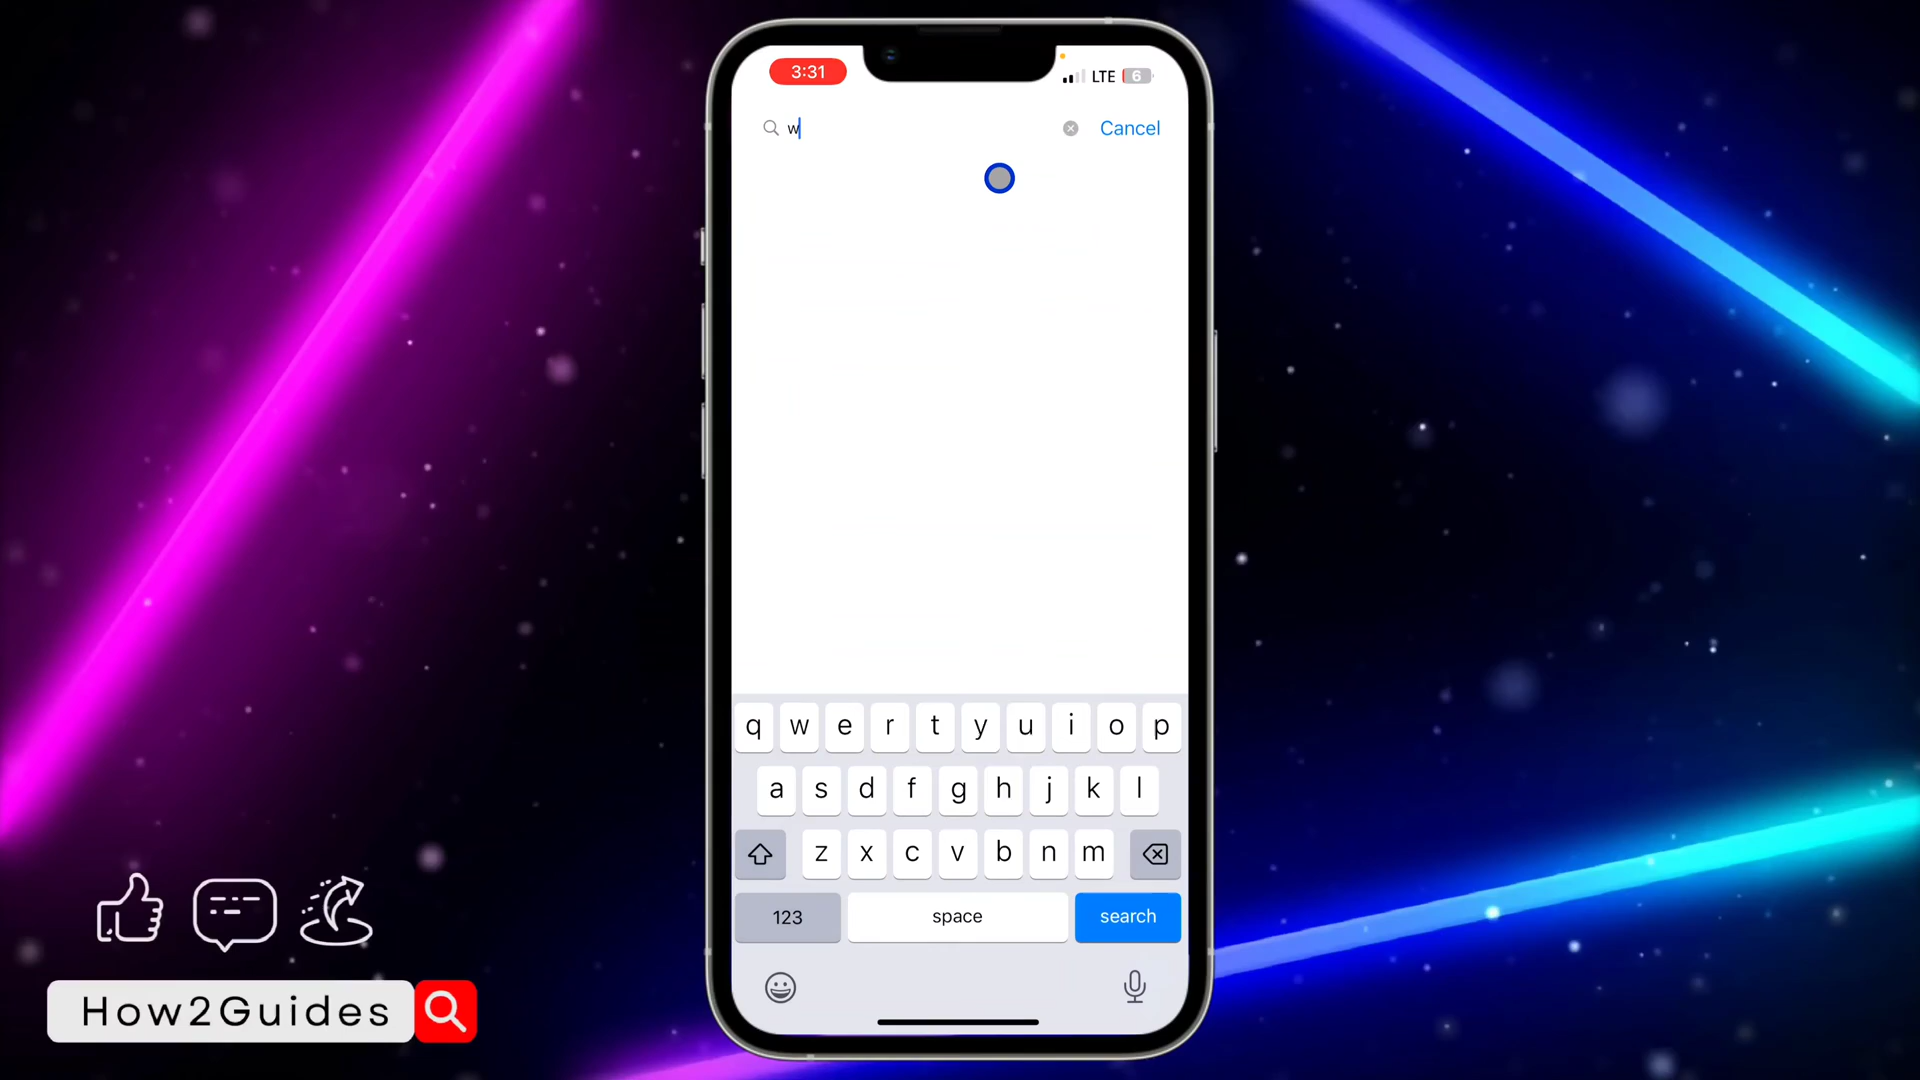 3:31
LTE 6
w
Cancel
q w e r t y u i o p
a s d f g h j k l
z x c v b n m
123 space search
How2Guides